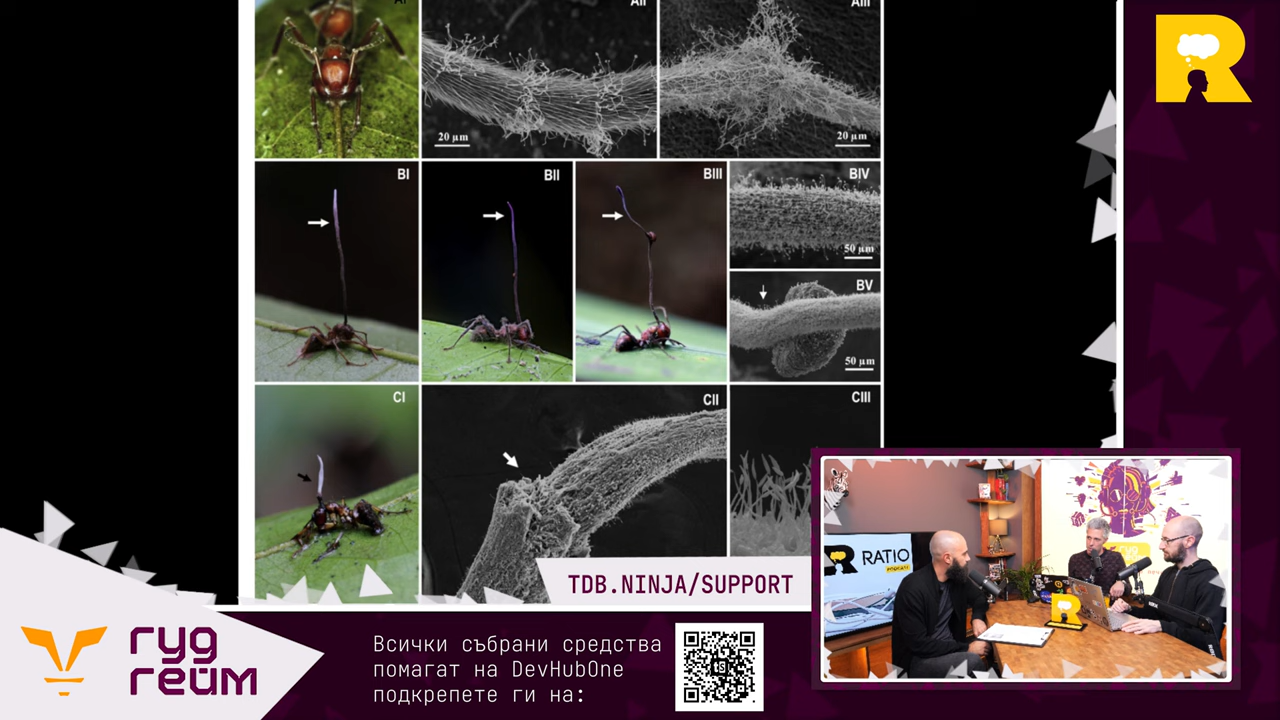 AII
AIII
20 µm
20 µm
BI
BII
BIII
BIV
50 µm
BV
50 µm
CI
CII
CIII
TDB.NINJA/SUPPORT
R
RATIO
PODCAST
гуд
гейм
Всички събрани средства
помагат на DevHubOne
подкрепете ги на: